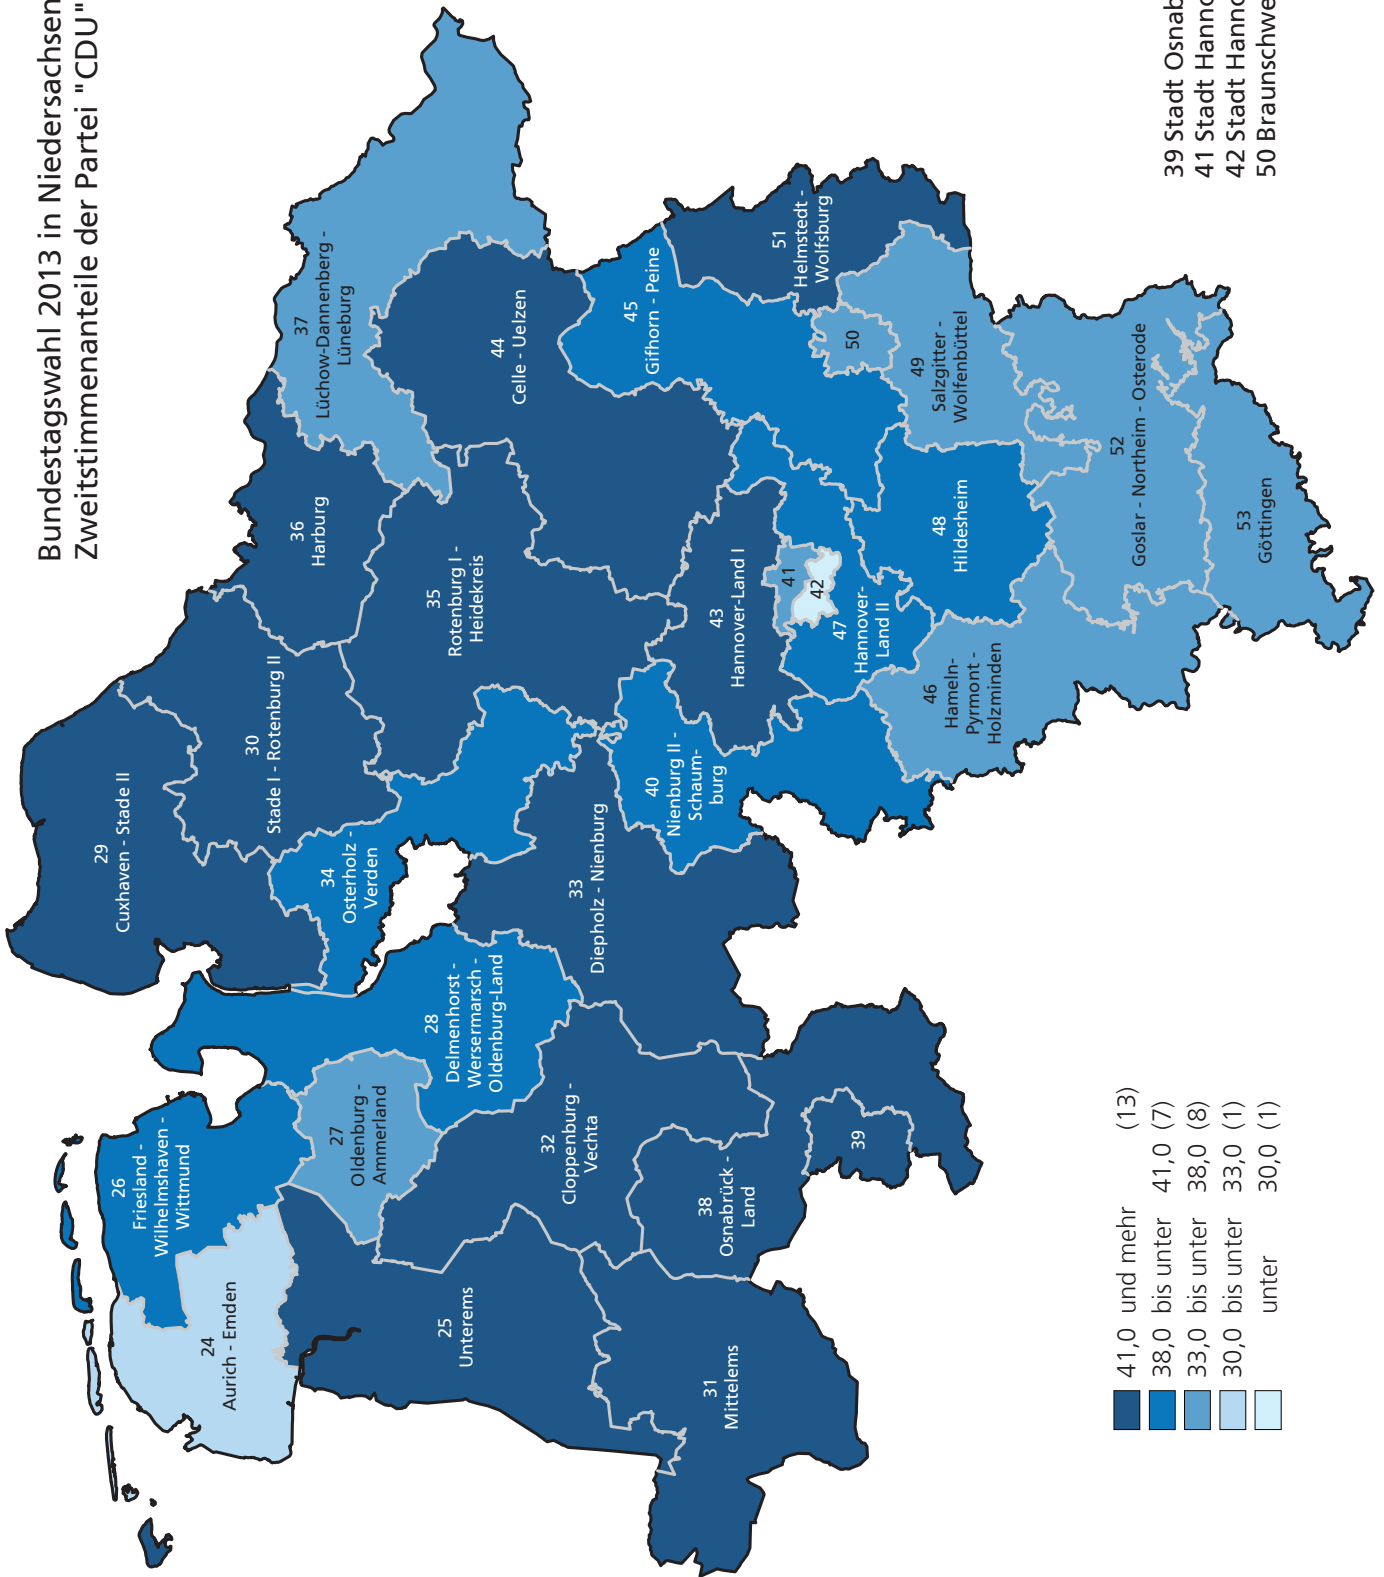 Bundestagswahl 2013 in Niedersachsen
Zweitstimmenanteile der Partei "CDU"
24
Aurich - Emden
25
Unterems
26
Friesland -
Wilhelmshaven -
Wittmund
27
Oldenburg -
Ammerland
28
Delmenhorst -
Wersermarsch -
Oldenburg-Land
29
Cuxhaven - Stade II
30
Stade I - Rotenburg II
31
Mittelems
32
Cloppenburg -
Vechta
33
Diepholz - Nienburg
34
Osterholz -
Verden
35
Rotenburg I -
Heidekreis
36
Harburg
37
Lüchow-Dannenberg -
Lüneburg
38
Osnabrück -
Land
39
40
Nienburg II -
Schaum-
burg
41
42
43
Hannover-Land I
44
Celle - Uelzen
45
Gifhorn - Peine
46
Hameln-
Pyrmont -
Holzminden
47
Hannover-
Land II
48
Hildesheim
49
Salzgitter -
Wolfenbüttel
50
51
Helmstedt -
Wolfsburg
52
Goslar - Northeim - Osterode
53
Göttingen
41,0 und mehr (13)
38,0 bis unter 41,0 (7)
33,0 bis unter 38,0 (8)
30,0 bis unter 33,0 (1)
unter 30,0 (1)
39 Stadt Osnab
41 Stadt Hanno
42 Stadt Hanno
50 Braunschwe